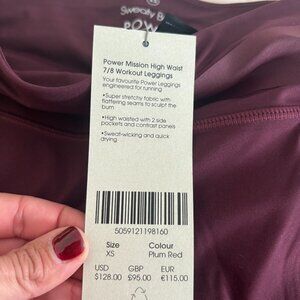 Sweaty B
POW
Power Mission High Waist
7/8 Workout Leggings
Your favourite Power Leggings
engineered for running
•Super stretchy fabric with
flattering seams to sculpt the
bum
•High waisted with 2 side
pockets and contrast panels
•Sweat-wicking and quick
drying
5059121198160
Size Colour
XS Plum Red
USD GBP EUR
$128.00 £95.00 €115.00